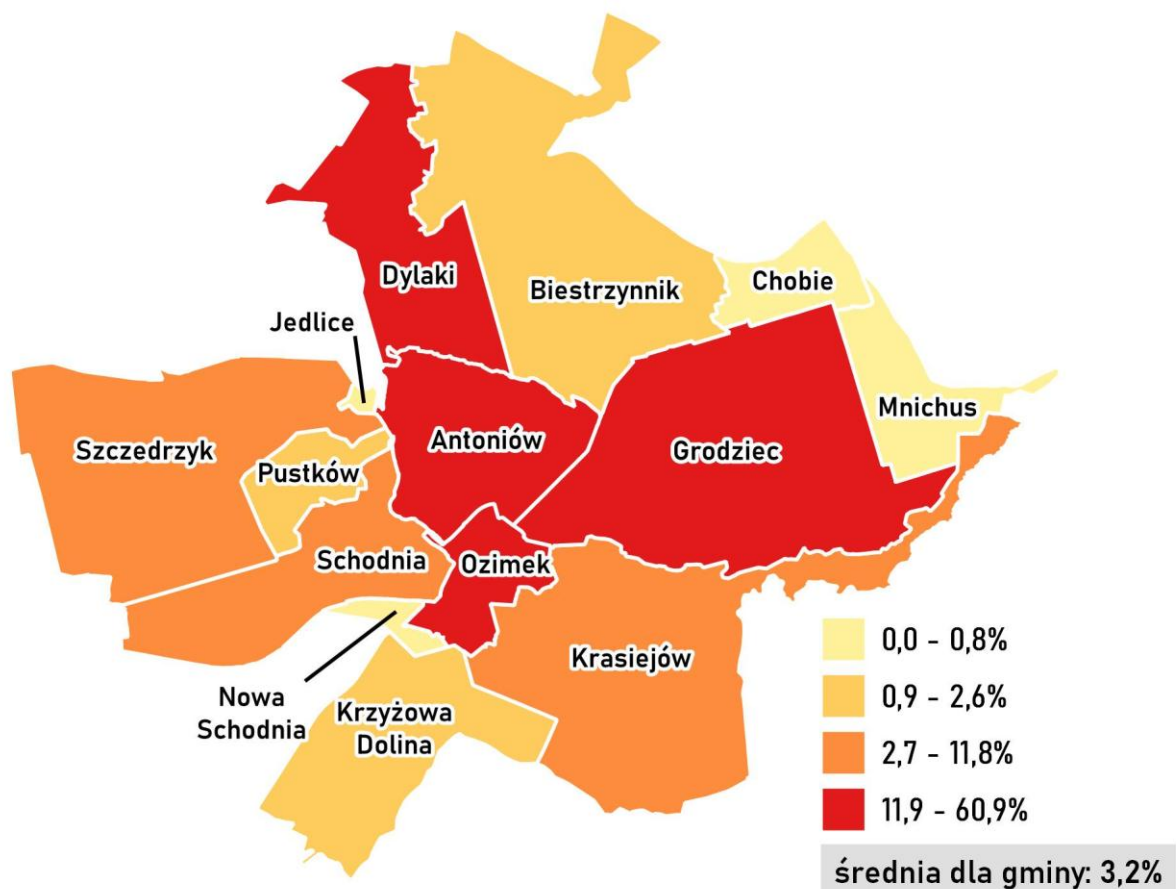 Dylaki
Biestrzynnik
Chobie
Jedlice
Mnichus
Szczedrzyk
Antoniów
Grodziec
Pustków
Schodnia
Ozimek
Krasiejów
Nowa
Schodnia
Krzyżowa
Dolina
0,0 - 0,8%
0,9 - 2,6%
2,7 - 11,8%
11,9 - 60,9%
średnia dla gminy: 3,2%